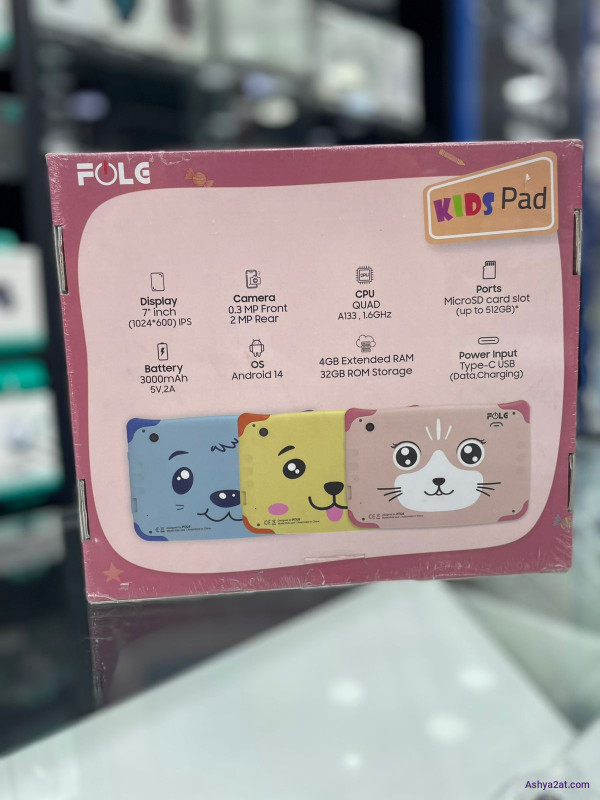 FOLE
KIDS Pad
Display
7" inch
(1024*600) IPS
Camera
0.3 MP Front
2 MP Rear
CPU
CPU
QUAD
A133 , 1.6GHz
Ports
MicroSD card slot
(up to 512GB)*
Battery
3000mAh
5V,2A
OS
Android 14
4GB Extended RAM
32GB ROM Storage
Power Input
Type-C USB
(Data,Charging)
FOLE
Ashya2at.com